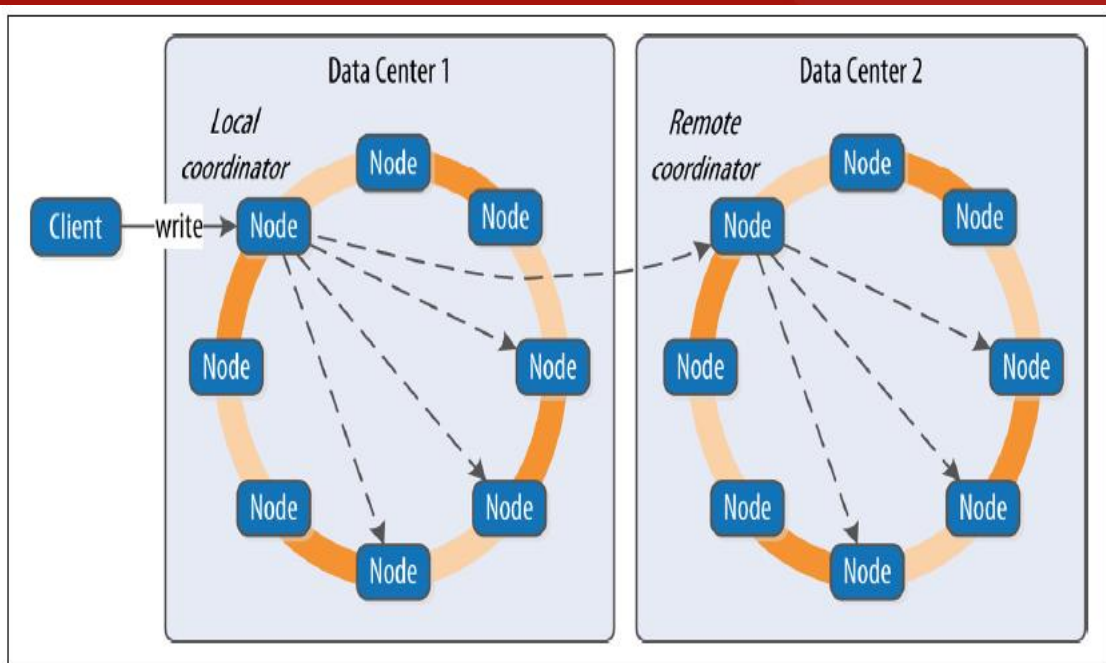 Data Center 1
Local
coordinator
Node
Node
Node
Client
write
Node
Node
Node
Node
Node
Data Center 2
Remote
coordinator
Node
Node
Node
Node
Node
Node
Node
Node